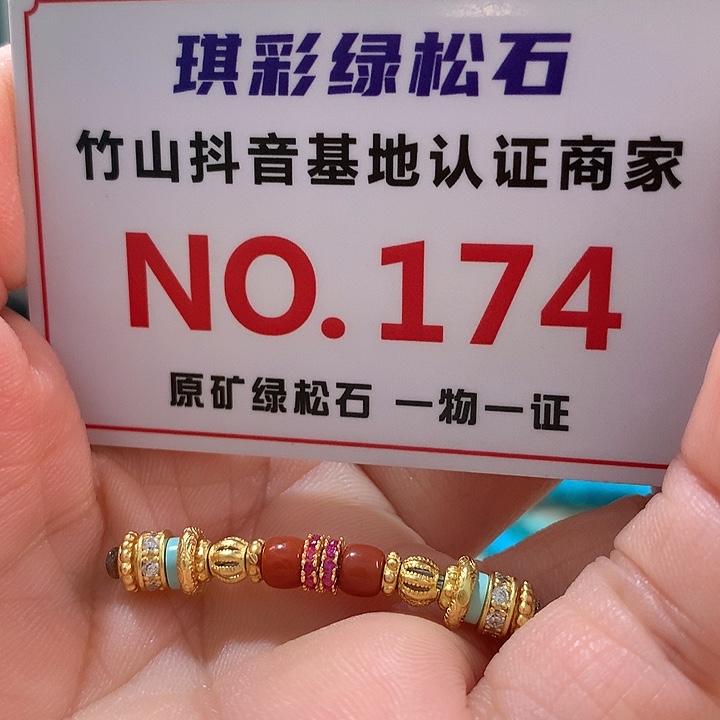 琪彩绿松石
竹山抖音基地认证商家
NO.174
原矿绿松石 一物一证